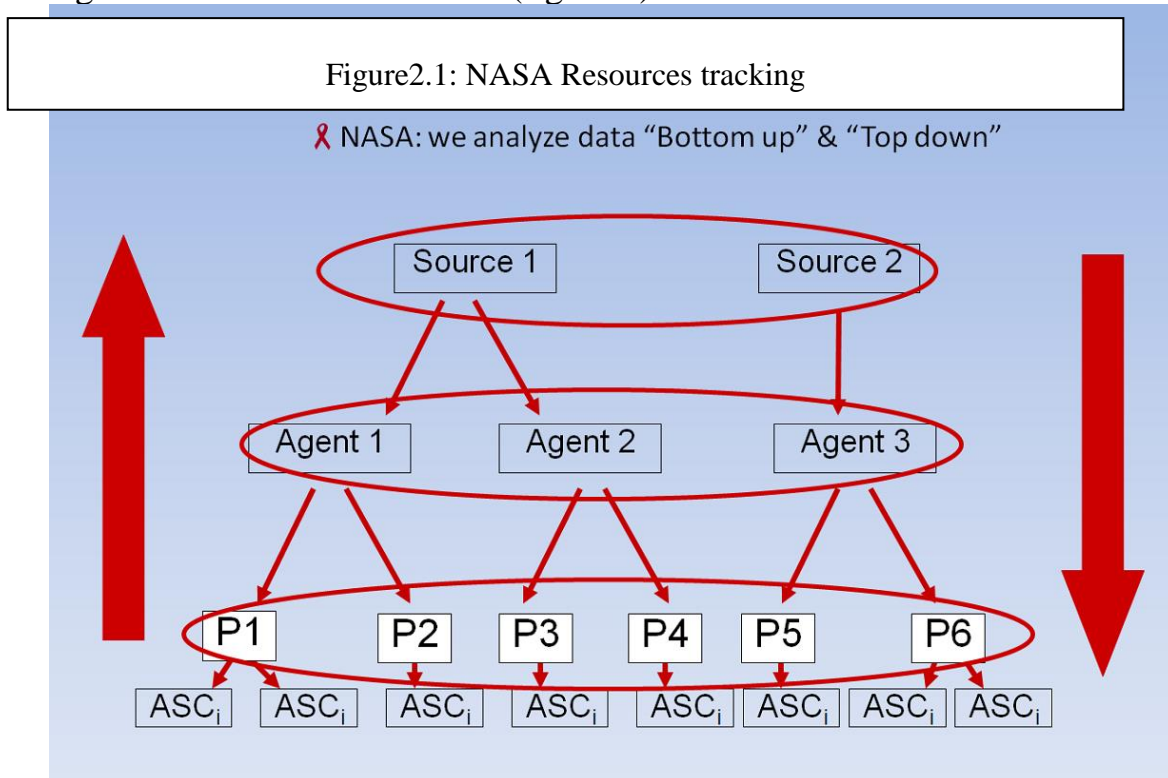 Figure2.1: NASA Resources tracking
NASA: we analyze data “Bottom up” & “Top down”
Source 1 Source 2
Agent 1 Agent 2 Agent 3
P1 P2 P3 P4 P5 P6
ASCi ASCi ASCi ASCi ASCi ASCi ASCi ASCi